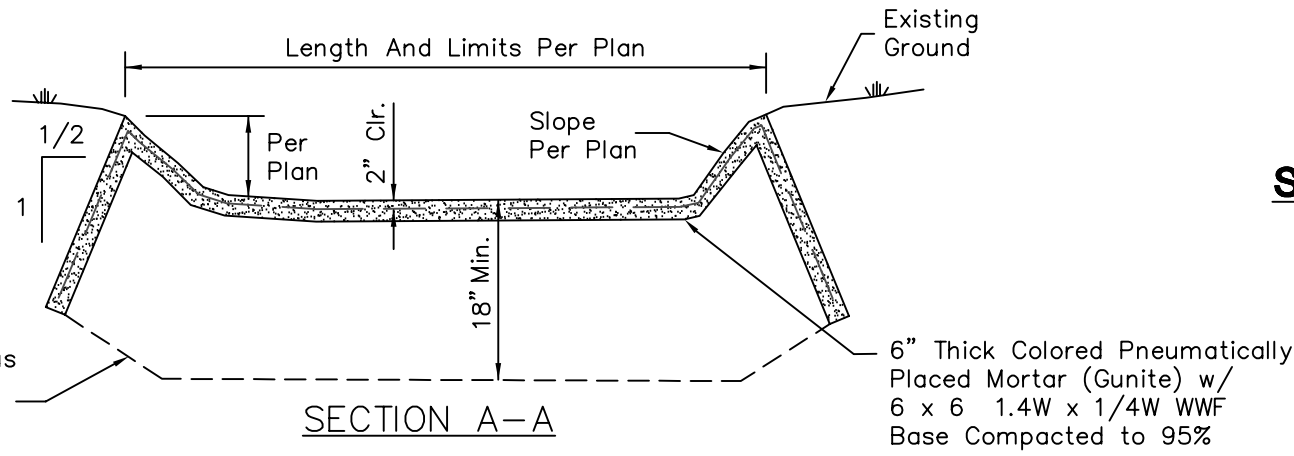 Existing
Ground
Length And Limits Per Plan
1/2
1
Per
Plan
2" Clr.
Slope
Per Plan
S
18" Min.
SECTION A-A
6" Thick Colored Pneumatically
Placed Mortar (Gunite) w/
6 x 6 1.4W x 1/4W WWF
Base Compacted to 95%